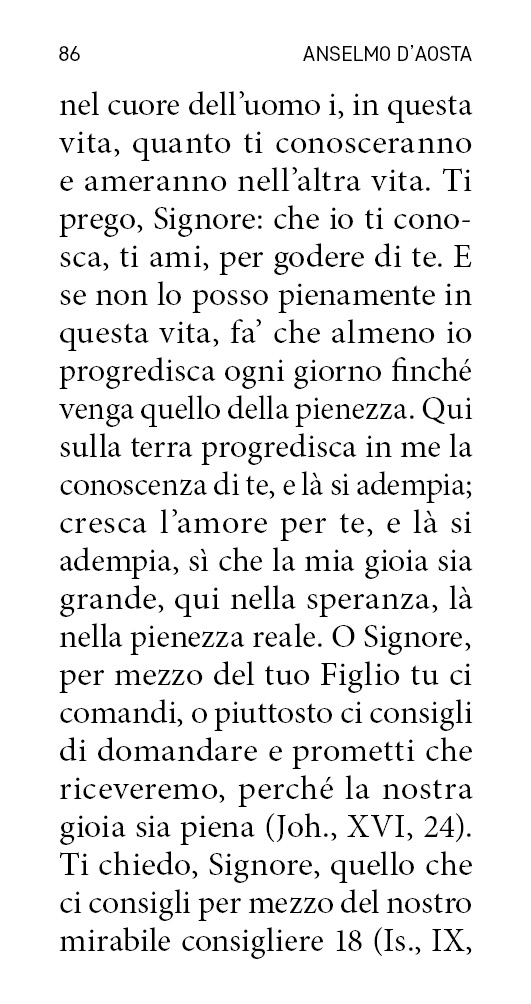 86 ANSELMO D'AOSTA
nel cuore dell’uomo i, in questa
vita, quanto ti conosceranno
e ameranno nell’altra vita. Ti
prego, Signore: che io ti cono-
sca, ti ami, per godere di te. E
se non lo posso pienamente in
questa vita, fa’ che almeno io
progredisca ogni giorno finché
venga quello della pienezza. Qui
sulla terra progredisca in me la
conoscenza di te, e là si adempia;
cresca l’amore per te, e là si
adempia, sì che la mia gioia sia
grande, qui nella speranza, là
nella pienezza reale. O Signore,
per mezzo del tuo Figlio tu ci
comandi, o piuttosto ci consigli
di domandare e prometti che
riceveremo, perché la nostra
gioia sia piena (Joh., XVI, 24).
Ti chiedo, Signore, quello che
ci consigli per mezzo del nostro
mirabile consigliere 18 (Is., IX,